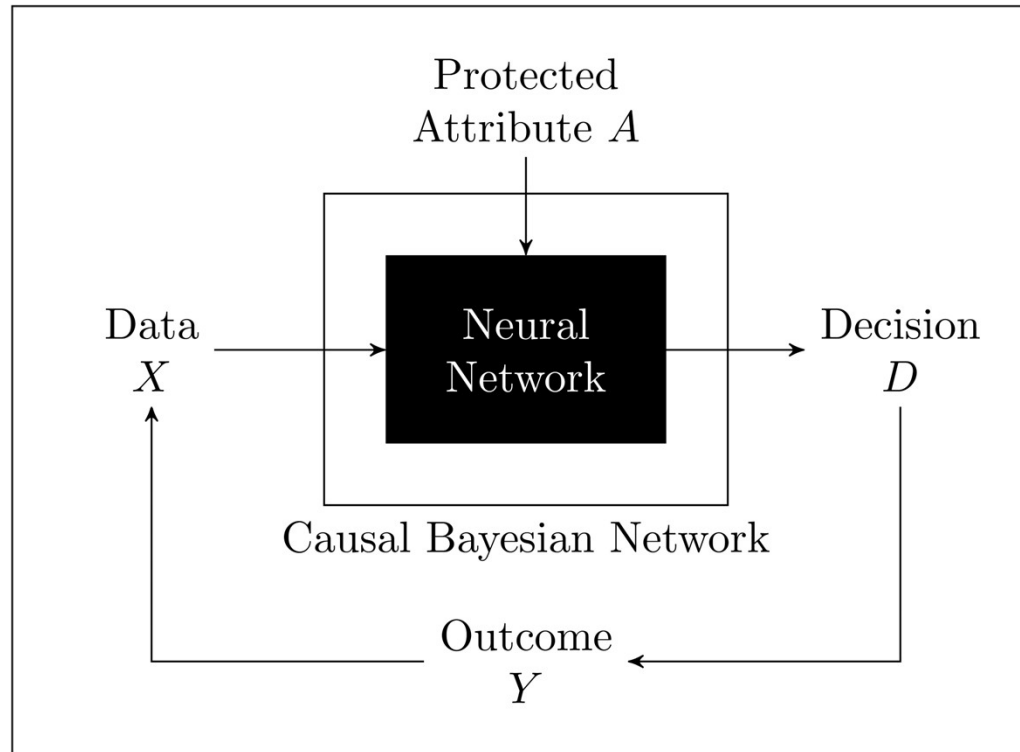 Protected
Attribute A
Neural
Network
Data
X
Decision
D
Causal Bayesian Network
Outcome
Y